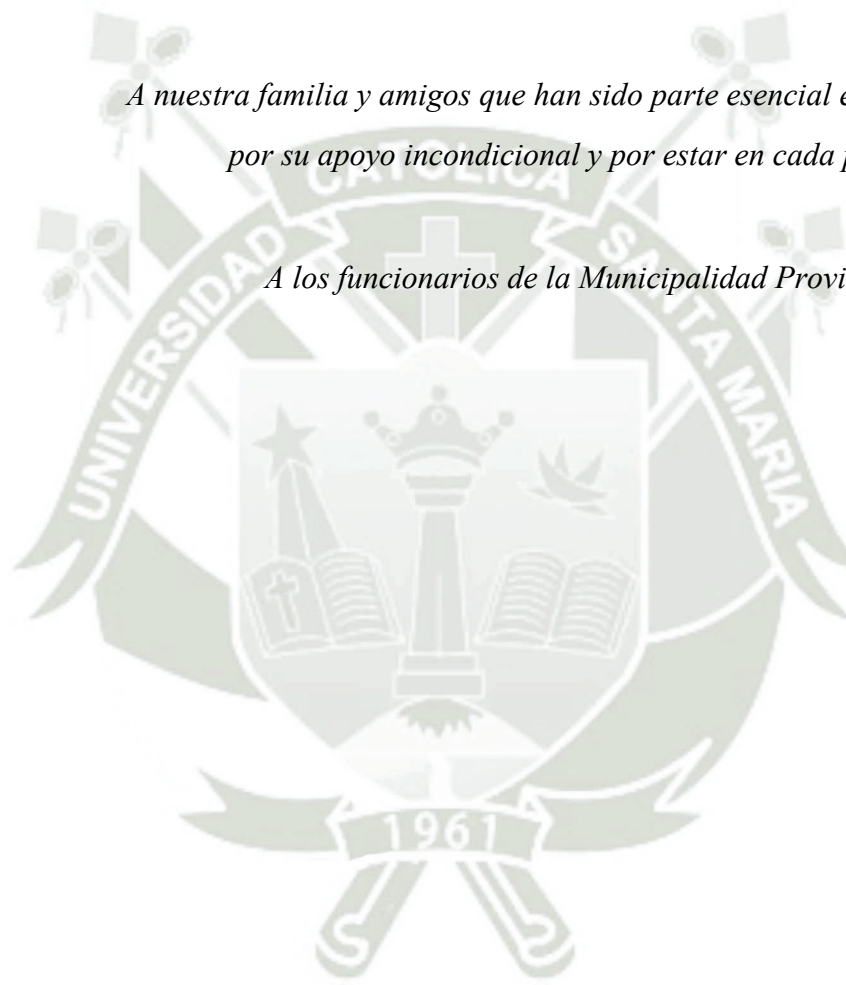 A nuestra familia y amigos que han sido parte esencial
por su apoyo incondicional y por estar en cada
A los funcionarios de la Municipalidad
UNIVERSIDAD CATOLICA SANTA MARIA
1961